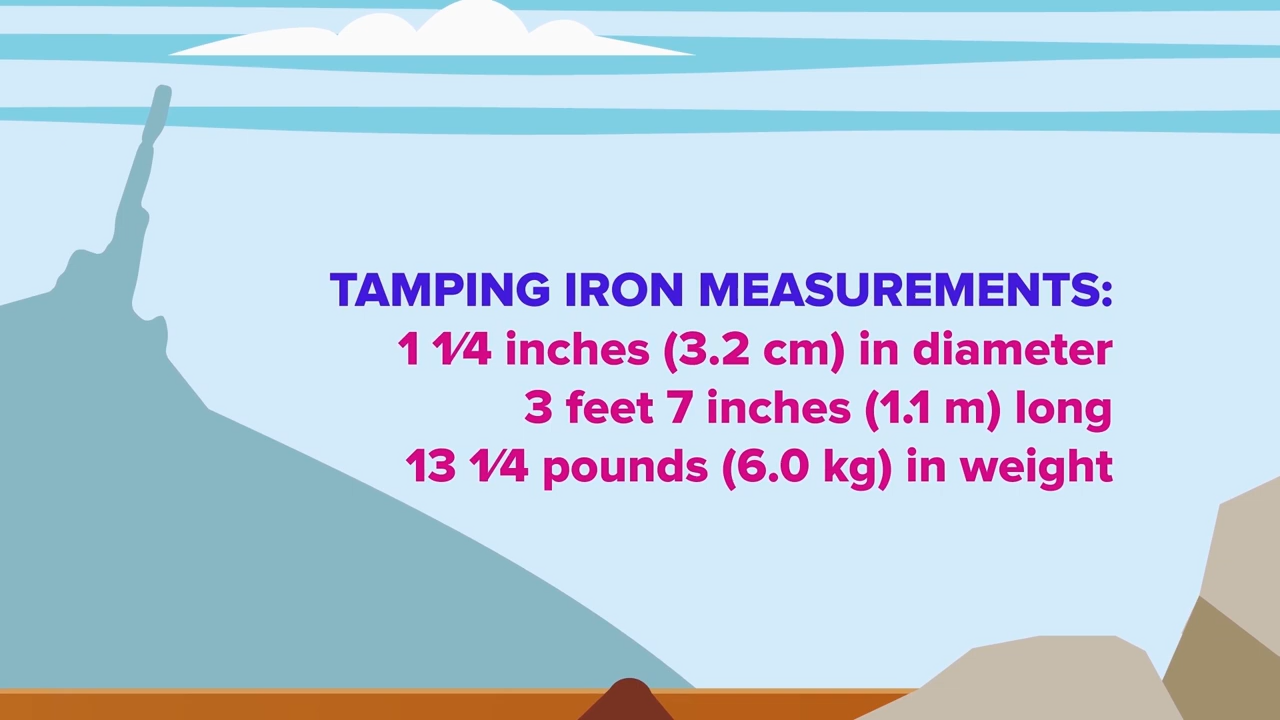 TAMPING IRON MEASUREMENTS:
1 1⁄4 inches (3.2 cm) in diameter
3 feet 7 inches (1.1 m) long
13 1⁄4 pounds (6.0 kg) in weight